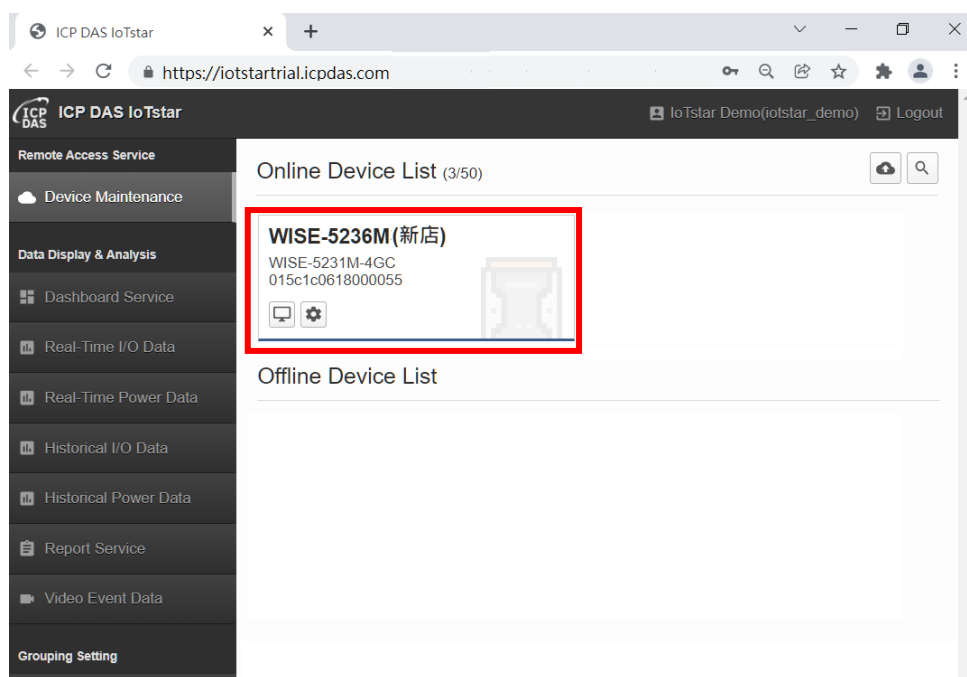 ICP DAS IoTstar
https://iotstartrial.icpdas.com
ICP DAS
ICP DAS IoTstar
IoTstar Demo(iotstar_demo)
Logout
Remote Access Service
Device Maintenance
Data Display & Analysis
Dashboard Service
Real-Time I/O Data
Real-Time Power Data
Historical I/O Data
Historical Power Data
Report Service
Video Event Data
Grouping Setting
Online Device List (3/50)
WISE-5236M(新店)
WISE-5231M-4GC
015c1c0618000055
Offline Device List